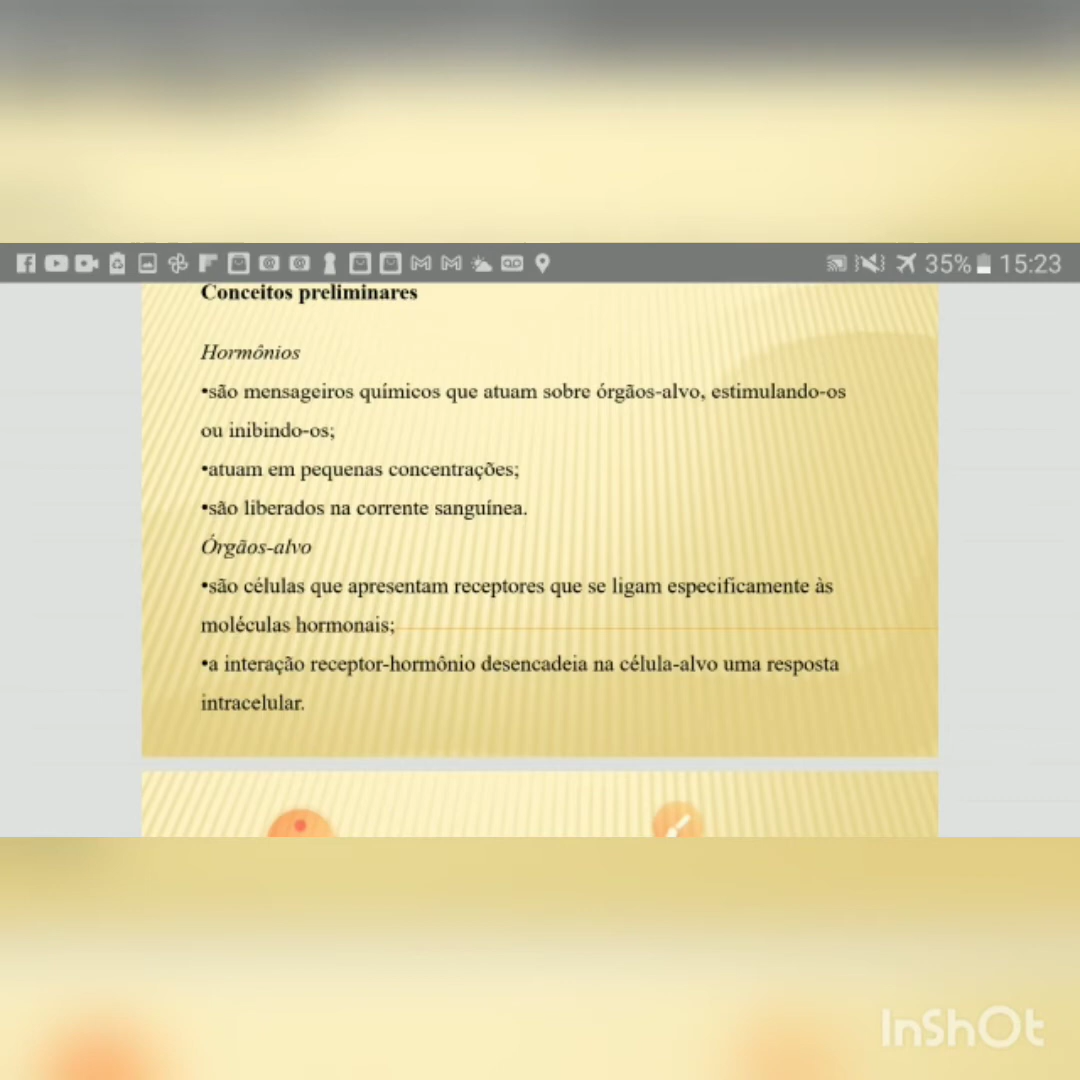 35% 15:23
Conceitos preliminares
Hormônios
•são mensageiros químicos que atuam sobre órgãos-alvo, estimulando-os
ou inibindo-os;
•atuam em pequenas concentrações;
•são liberados na corrente sanguínea.
Órgãos-alvo
•são células que apresentam receptores que se ligam especificamente às
moléculas hormonais;
•a interação receptor-hormônio desencadeia na célula-alvo uma resposta
intracelular.
InShOt